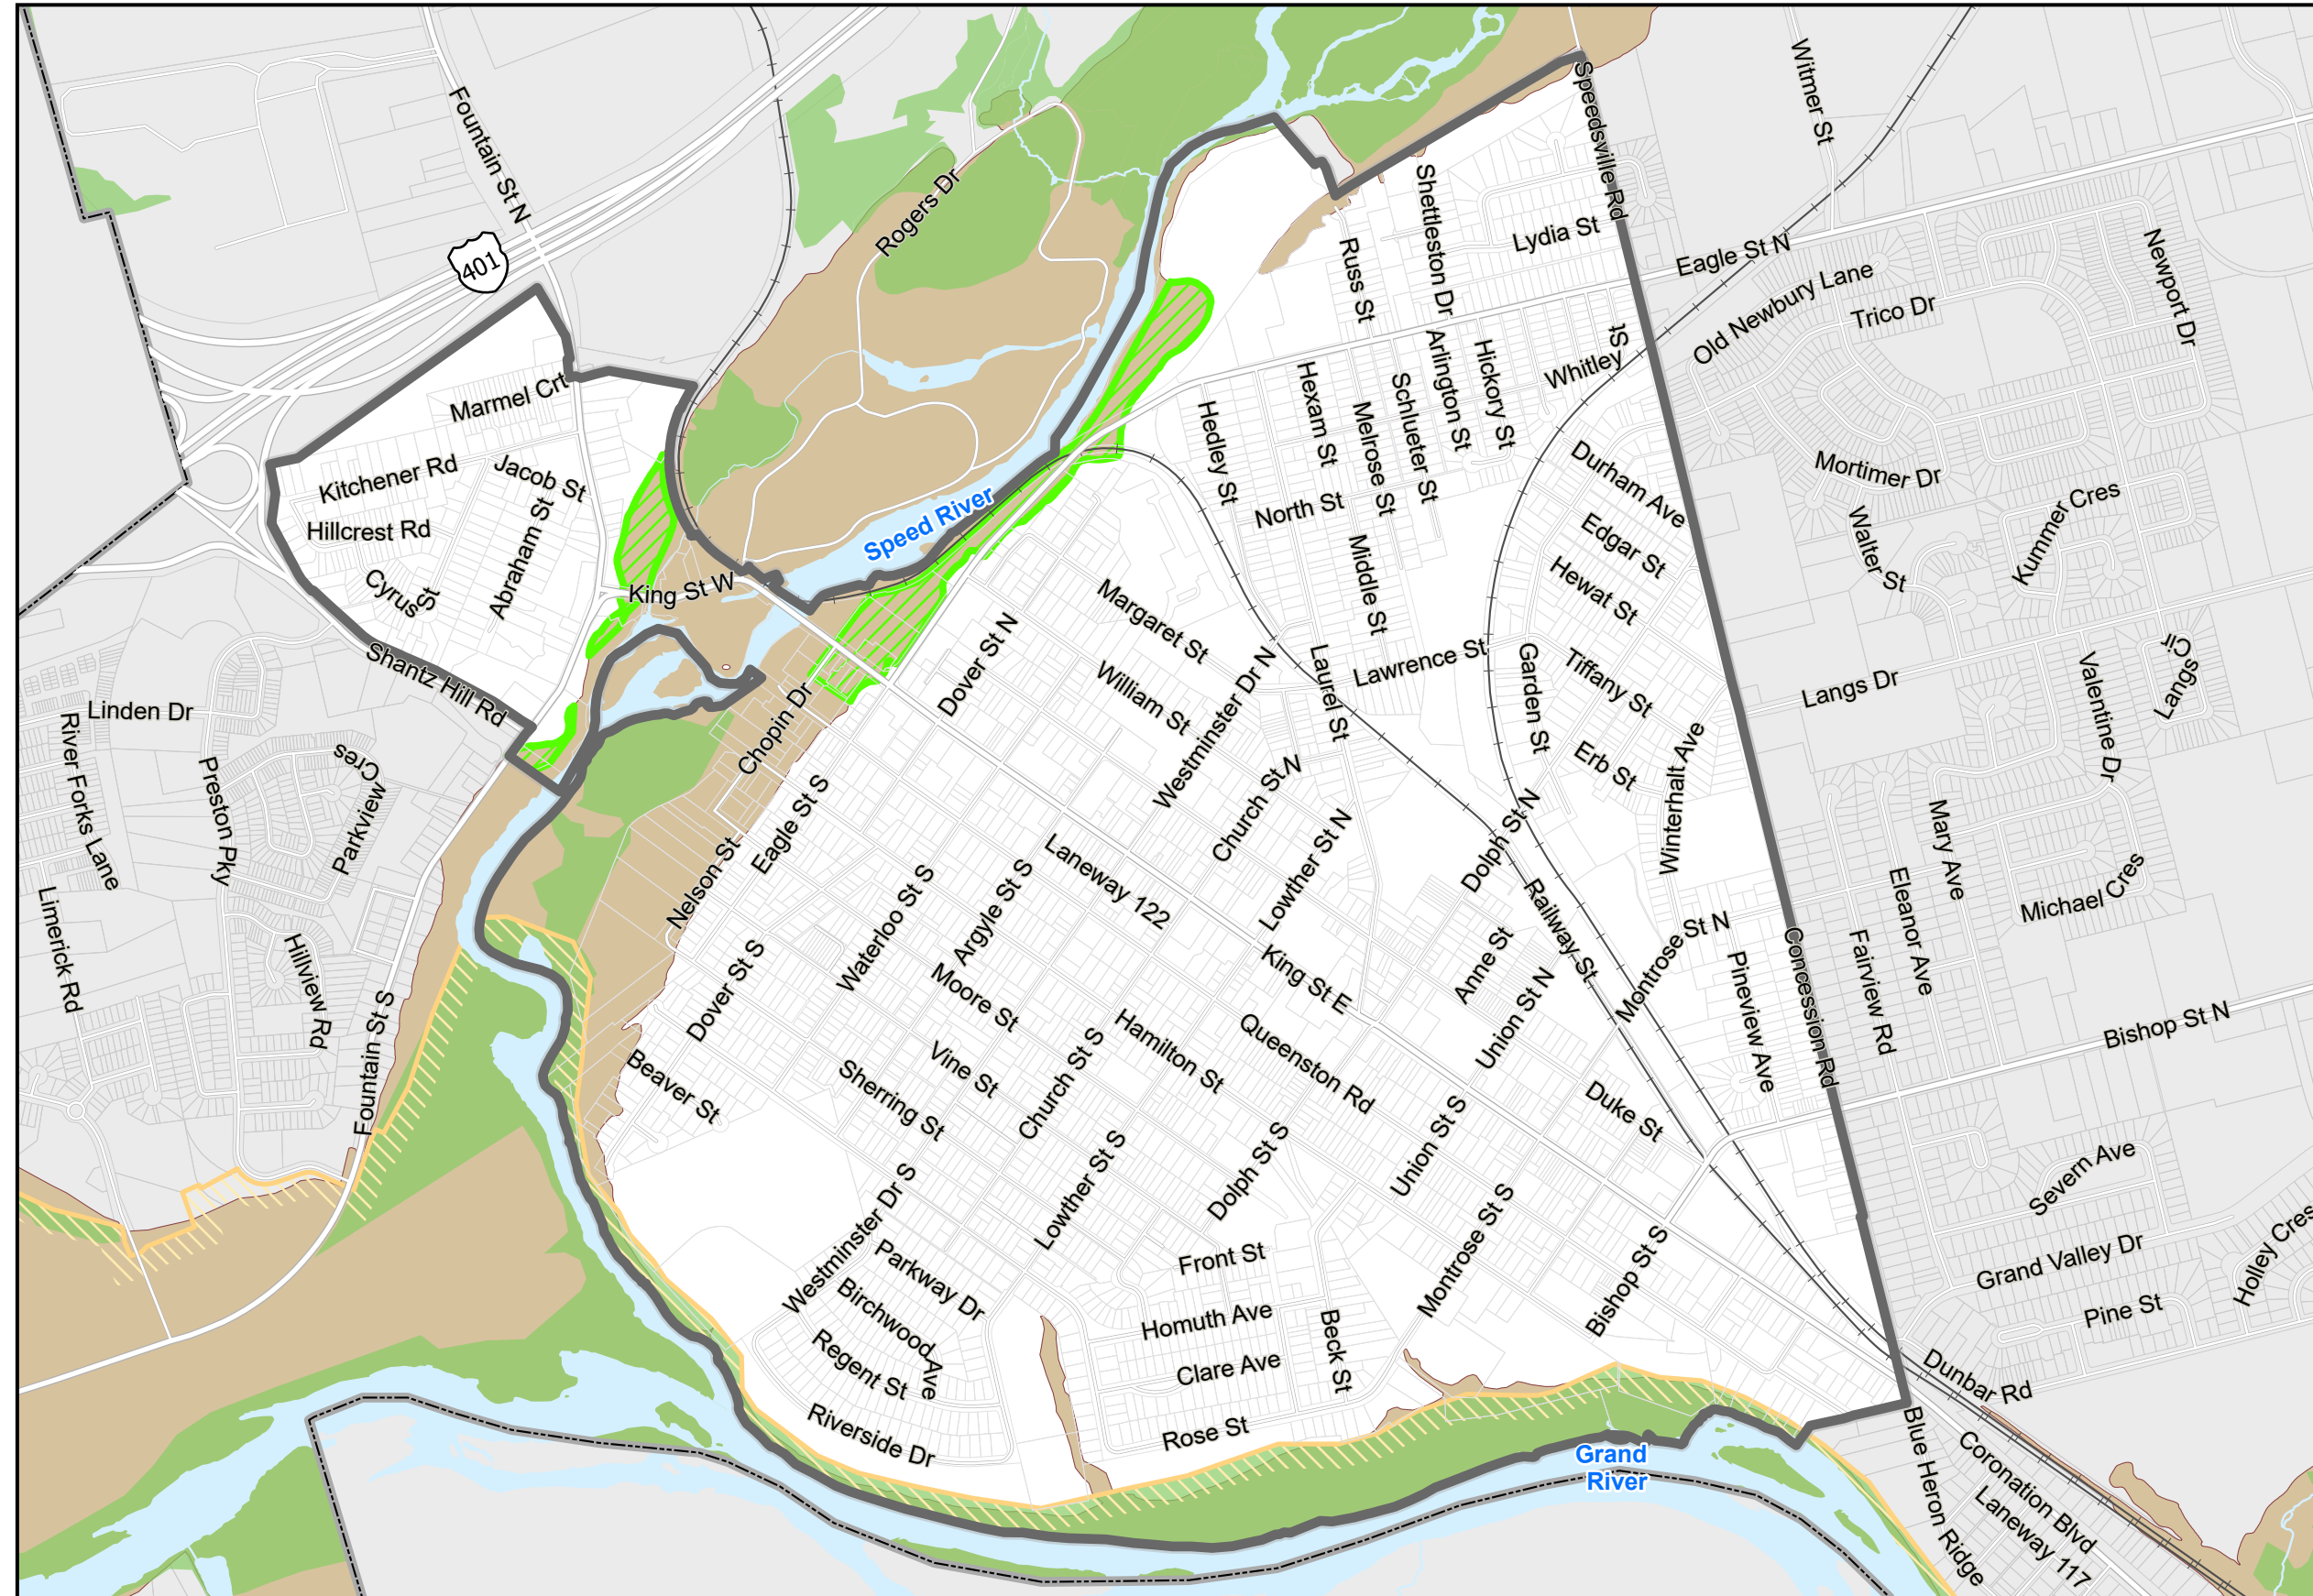 Fountain St N
401
Rogers Dr
Speedsville Rd
Witmer St
Shettleston Dr
Lydia St
Russ St
Eagle St N
Newport Dr
Old Newbury Lane
Trico Dr
St
Whitley
Marmel Crt
Kitchener Rd
Jacob St
Hillcrest Rd
Abraham St
Cyrus
St
King St W
Shantz Hill Rd
Speed River
Hedley St
Hexam St
Melrose St
Schlueter St
Arlington St
Hickory St
North St
Middle St
Durham Ave
Edgar St
Hewat St
Mortimer Dr
Walter St
Kummer Cres
Margaret St
William St
Dover St N
Westminster Dr N
Laurel St
Lawrence St
Garden St
Tiffany St
Erb St
Winterhalt Ave
Langs Dr
Valentine Dr
Langs
Cir
Linden Dr
River Forks Lane
Preston Pky
Parkview
Cres
Limerick Rd
Hillview Rd
Fountain St S
Chopin Dr
Eagle St S
Nelson St
Church St N
Lowther St N
Laneway 122
Dolph St N
Railway St
Waterloo St S
Argyle St S
Moore St
King St E
Anne St
Union St N
Montrose St N
Pineview Ave
Concession Rd
Fairview Rd
Eleanor Ave
Mary Ave
Michael Cres
Bishop St N
Dover St S
Beaver St
Sherring St
Vine St
Church St S
Hamilton St
Queenston Rd
Union St S
Duke St
Lowther St S
Dolph St S
Montrose St S
Bishop St S
Severn Ave
Grand Valley Dr
Pine St
Holley Cres
Westminster Dr S
Parkway Dr
Birchwood
Ave
Regent St
Riverside Dr
Front St
Homuth Ave
Clare Ave
Rose St
Beck St
Grand
River
Dunbar Rd
Blue Heron Ridge
Coronation Blvd
Laneway 117